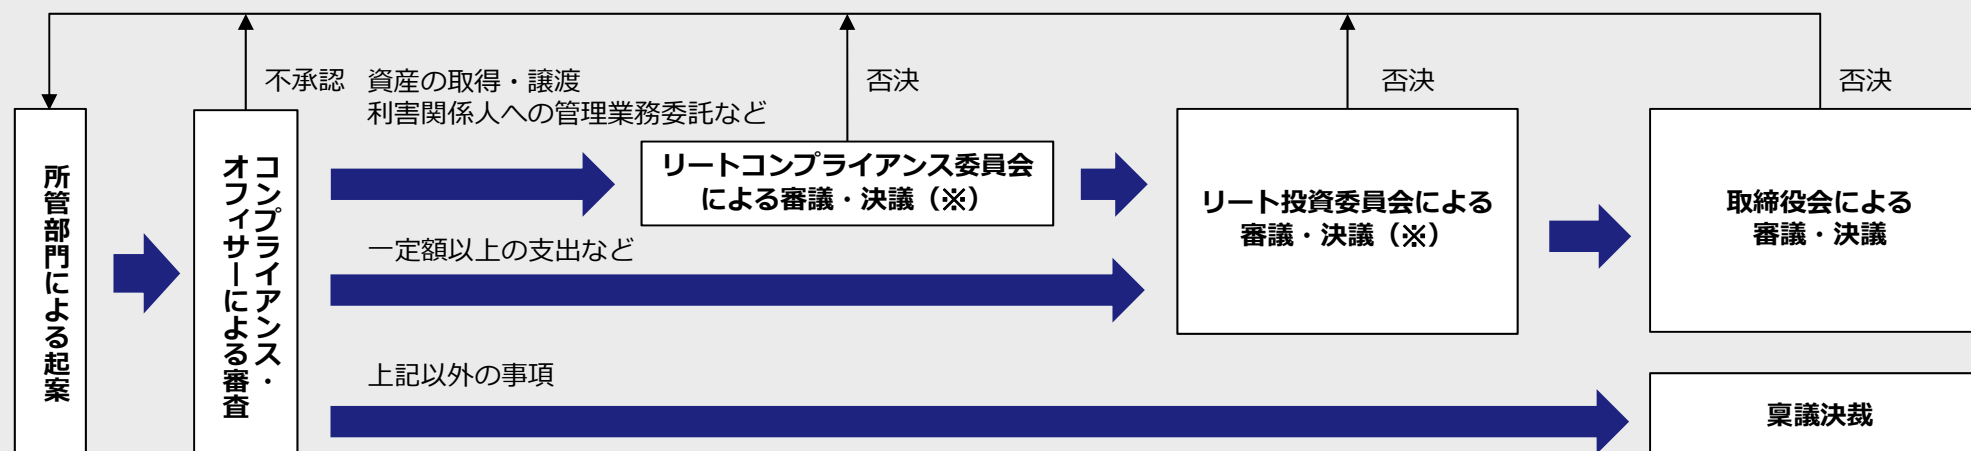 不承認
資産の取得・譲渡
利害関係人への管理業務委託など
否決
否決
否決
所管部門による起案
コンプライアンス・
オフィサーによる審査
リートコンプライアンス委員会
による審議・決議（※）
リート投資委員会による
審議・決議（※）
取締役会による
審議・決議
一定額以上の支出など
上記以外の事項
稟議決裁